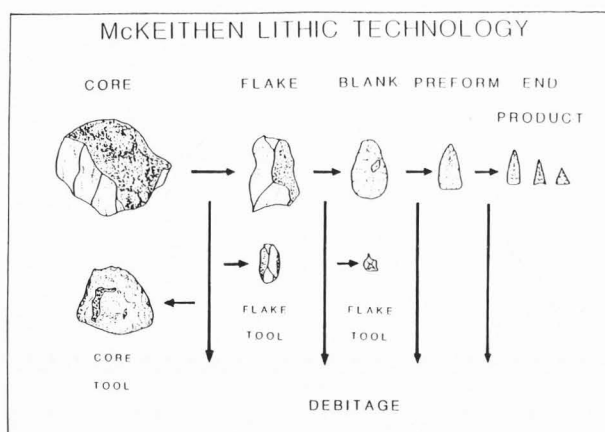 McKEITHEN LITHIC TECHNOLOGY
CORE FLAKE BLANK PREFORM END
PRODUCT
FLAKE FLAKE
TOOL TOOL
CORE
TOOL
DEBITAGE